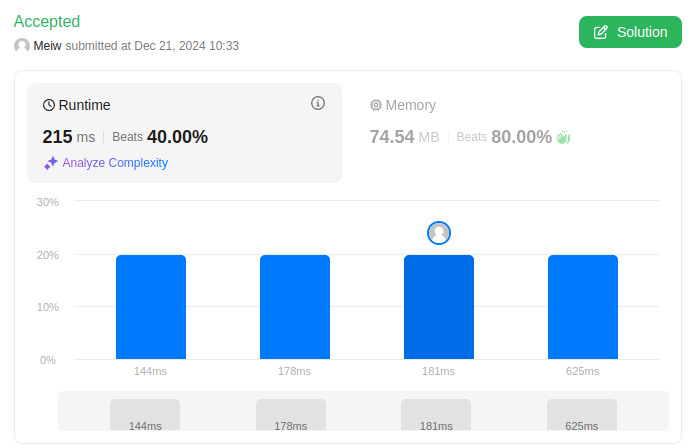 Accepted
Meiw submitted at Dec 21, 2024 10:33
Solution
Runtime
215 ms Beats 40.00%
Analyze Complexity
Memory
74.54 MB Beats 80.00%
30%
20%
10%
0%
144ms 178ms 181ms 625ms
144ms 178ms 181ms 625ms